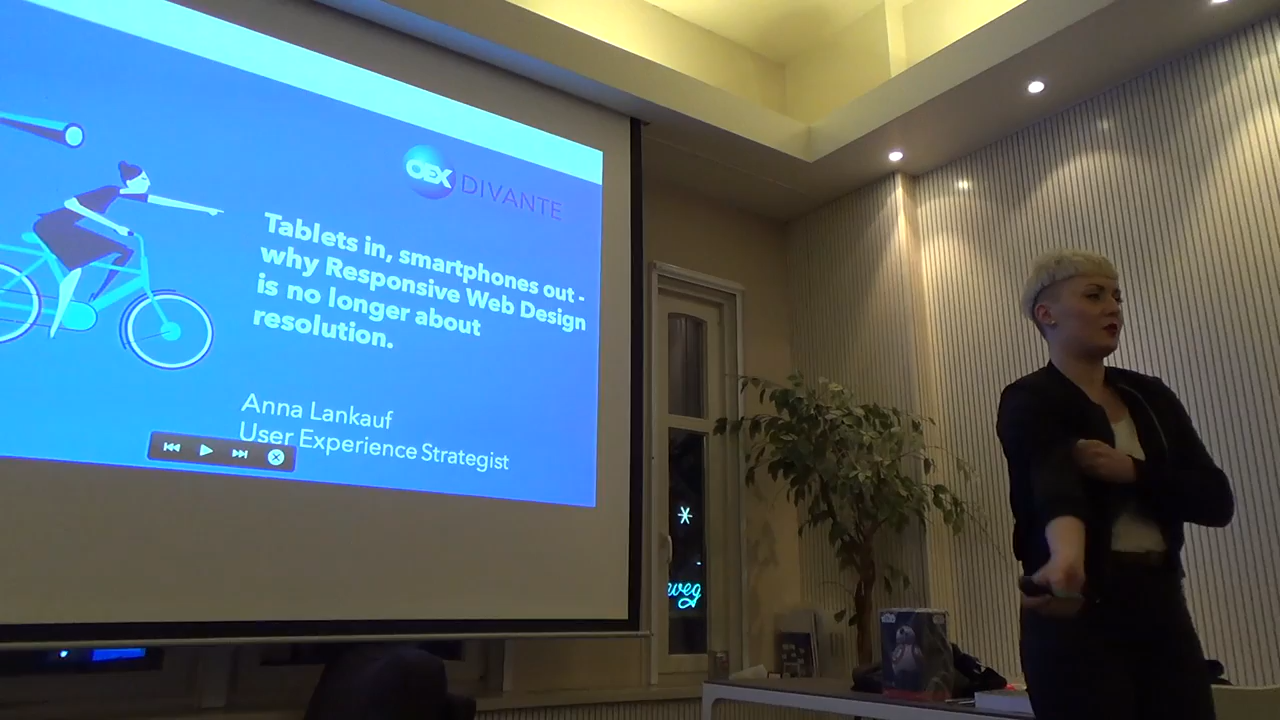 OEX DIVANTE
Tablets in, smartphones out -
why Responsive Web Design
is no longer about
resolution.
Anna Lankauf
User Experience Strategist
weg